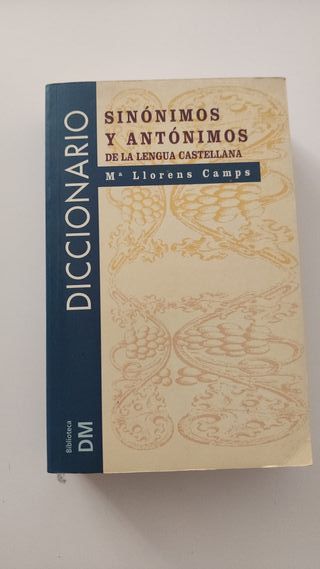 DICCIONARIO
SINÓNIMOS
Y ANTÓNIMOS
DE LA LENGUA CASTELLANA
Mª Llorens Camps
Biblioteca
DM